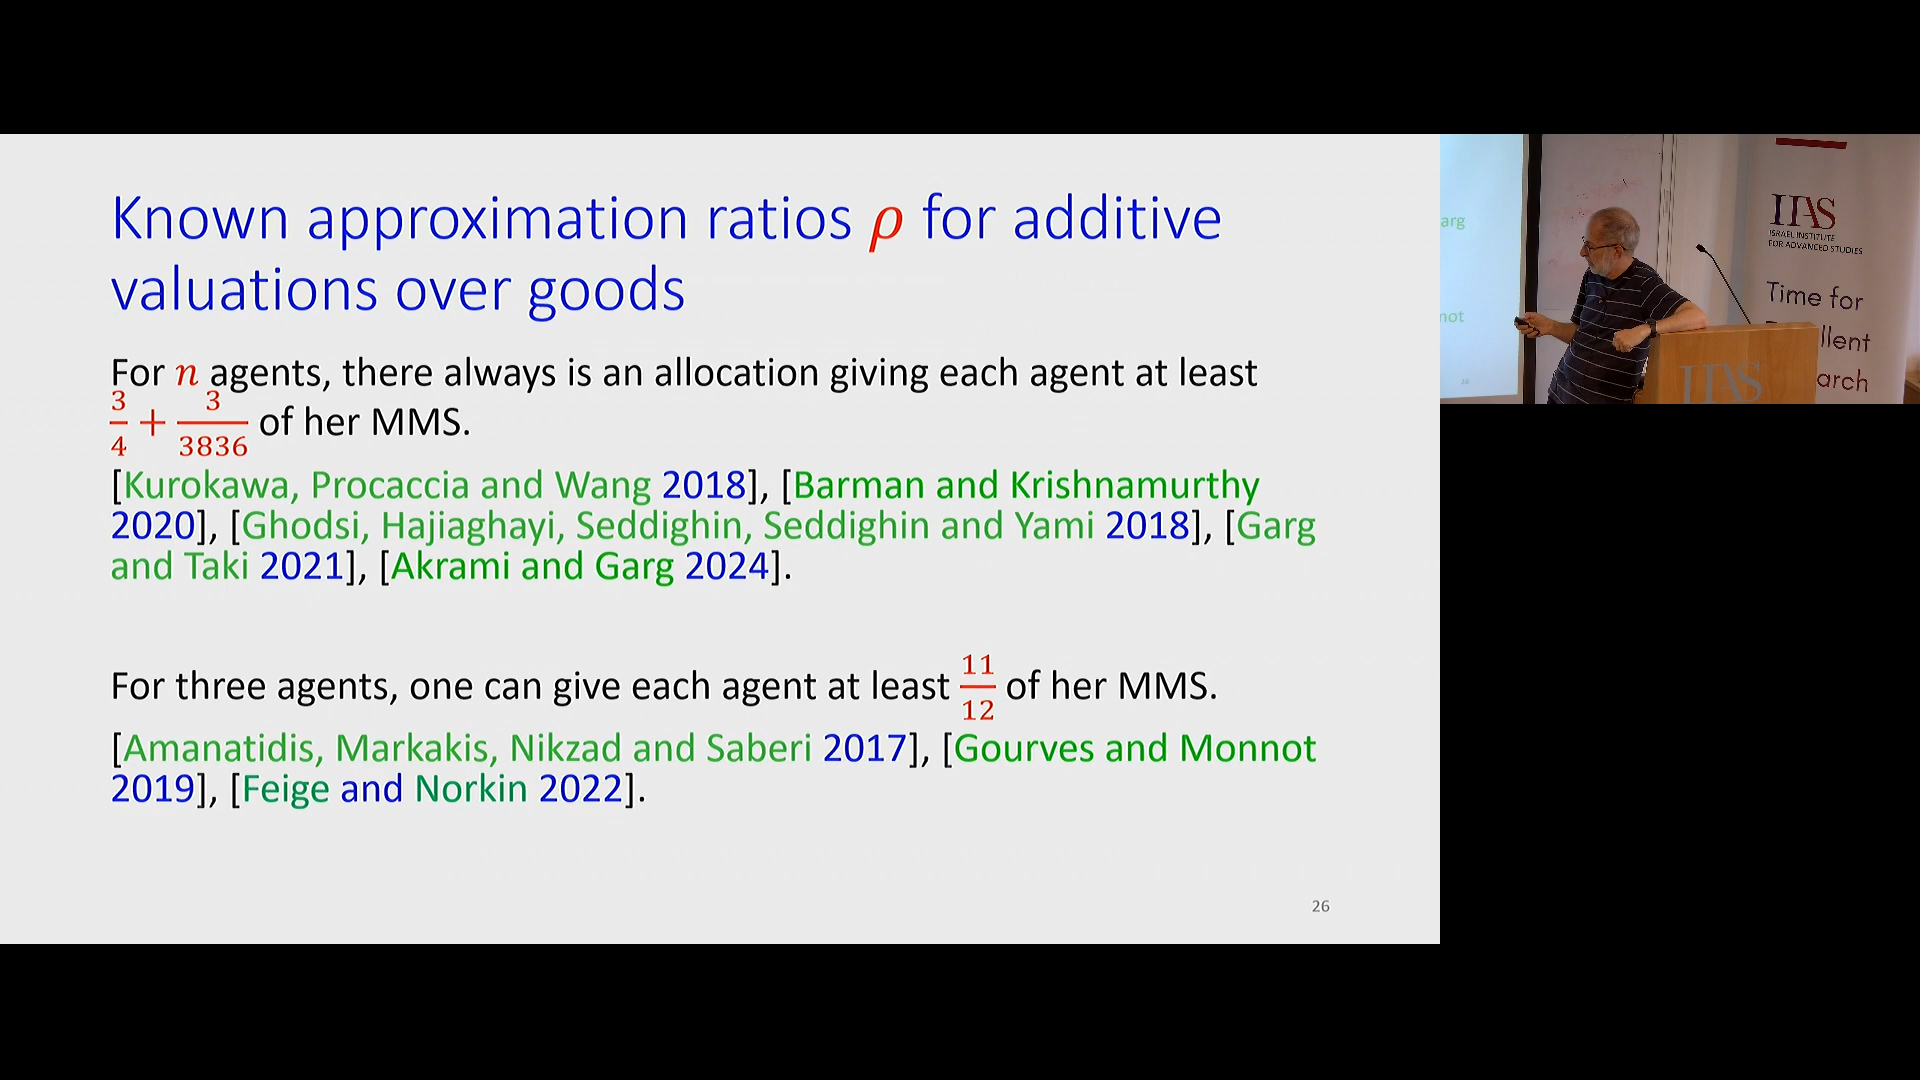 Known approximation ratios ρ for additive
valuations over goods
For n agents, there always is an allocation giving each agent at least
3/4 + 3/3836 of her MMS.
[Kurokawa, Procaccia and Wang 2018], [Barman and Krishnamurthy
2020], [Ghodsi, Hajiaghayi, Seddighin, Seddighin and Yami 2018], [Garg
and Taki 2021], [Akrami and Garg 2024].
For three agents, one can give each agent at least 11/12 of her MMS.
[Amanatidis, Markakis, Nikzad and Saberi 2017], [Gourves and Monnot
2019], [Feige and Norkin 2022].
26
arg
not
IIAS
ISRAEL INSTITUTE
FOR ADVANCED STUDIES
Time for
llent
arch
IIAS